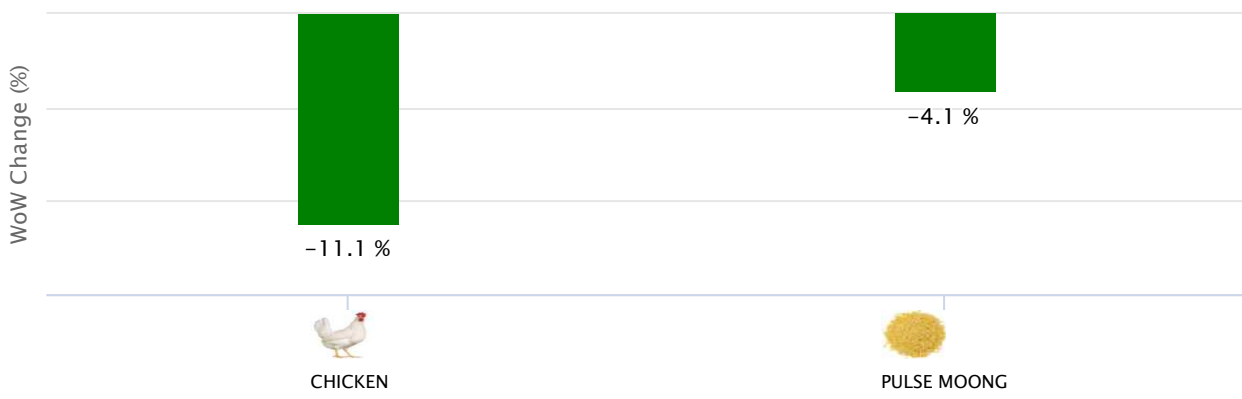 WoW Change (%)
-11.1 %
-4.1 %
CHICKEN
PULSE MOONG